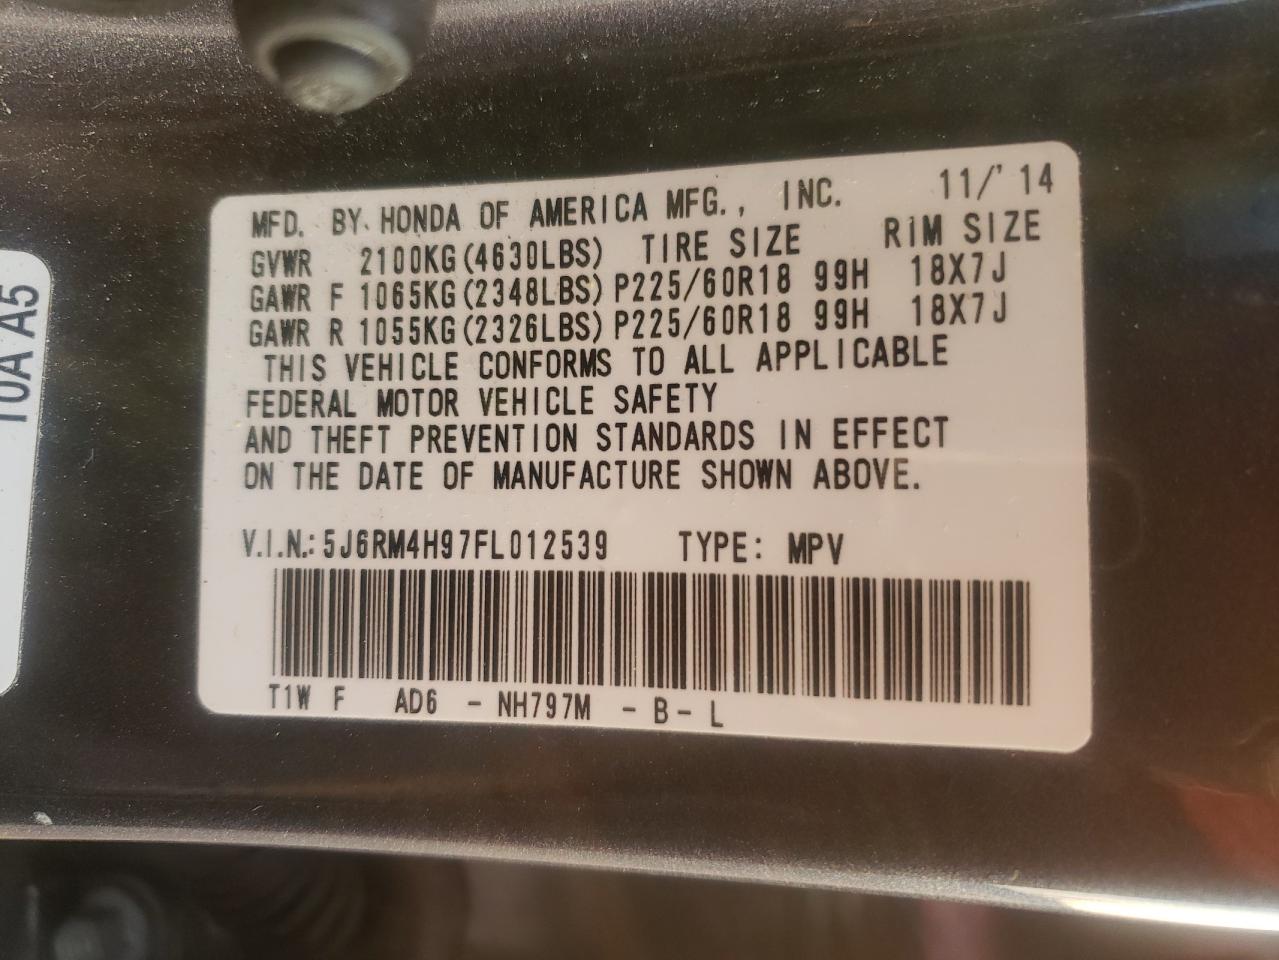 MFD. BY HONDA OF AMERICA MFG., INC. 11/'14
GVWR 2100KG(4630LBS) TIRE SIZE RIM SIZE
GAWR F 1065KG(2348LBS) P225/60R18 99H 18X7J
GAWR R 1055KG(2326LBS) P225/60R18 99H 18X7J
THIS VEHICLE CONFORMS TO ALL APPLICABLE
FEDERAL MOTOR VEHICLE SAFETY
AND THEFT PREVENTION STANDARDS IN EFFECT
ON THE DATE OF MANUFACTURE SHOWN ABOVE.
V.I.N.: 5J6RM4H97FL012539 TYPE: MPV
T1W F AD6 - NH797M - B - L
10A A5